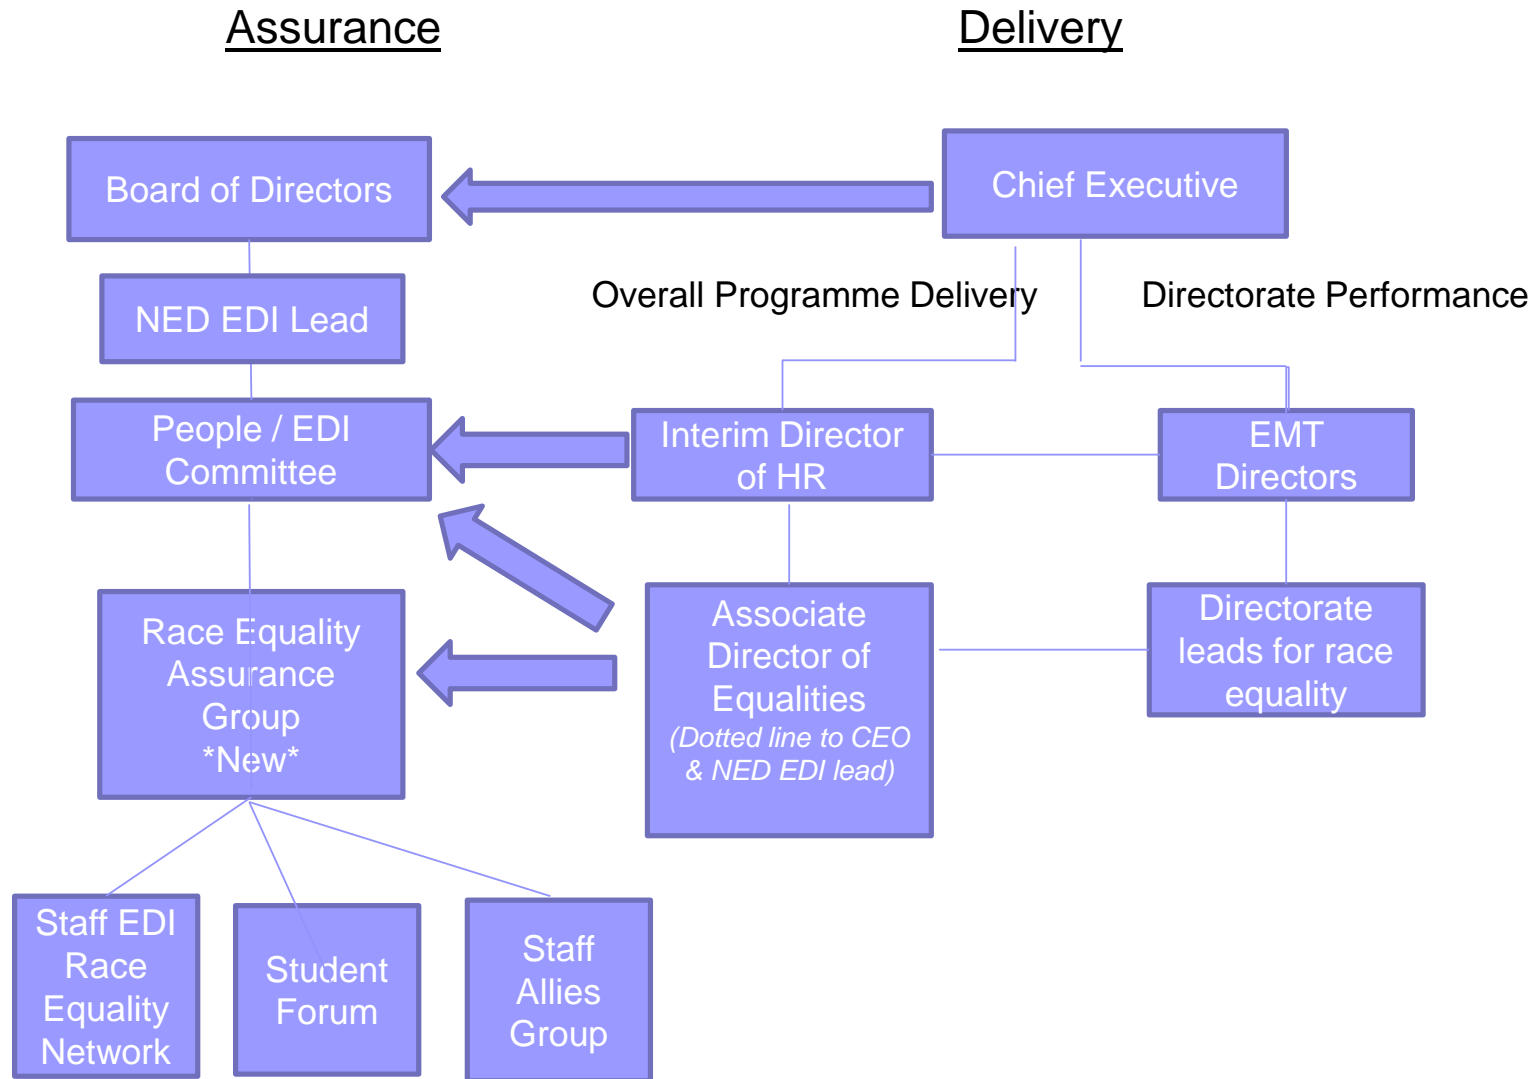 Assurance
Delivery
Board of Directors
Chief Executive
NED EDI Lead
Overall Programme Delivery
Directorate Performance
People / EDI
Committee
Interim Director
of HR
EMT
Directors
Race Equality
Assurance
Group
*New*
Associate
Director of
Equalities
(Dotted line to CEO
& NED EDI lead)
Directorate
leads for race
equality
Staff EDI
Race
Equality
Network
Student
Forum
Staff
Allies
Group